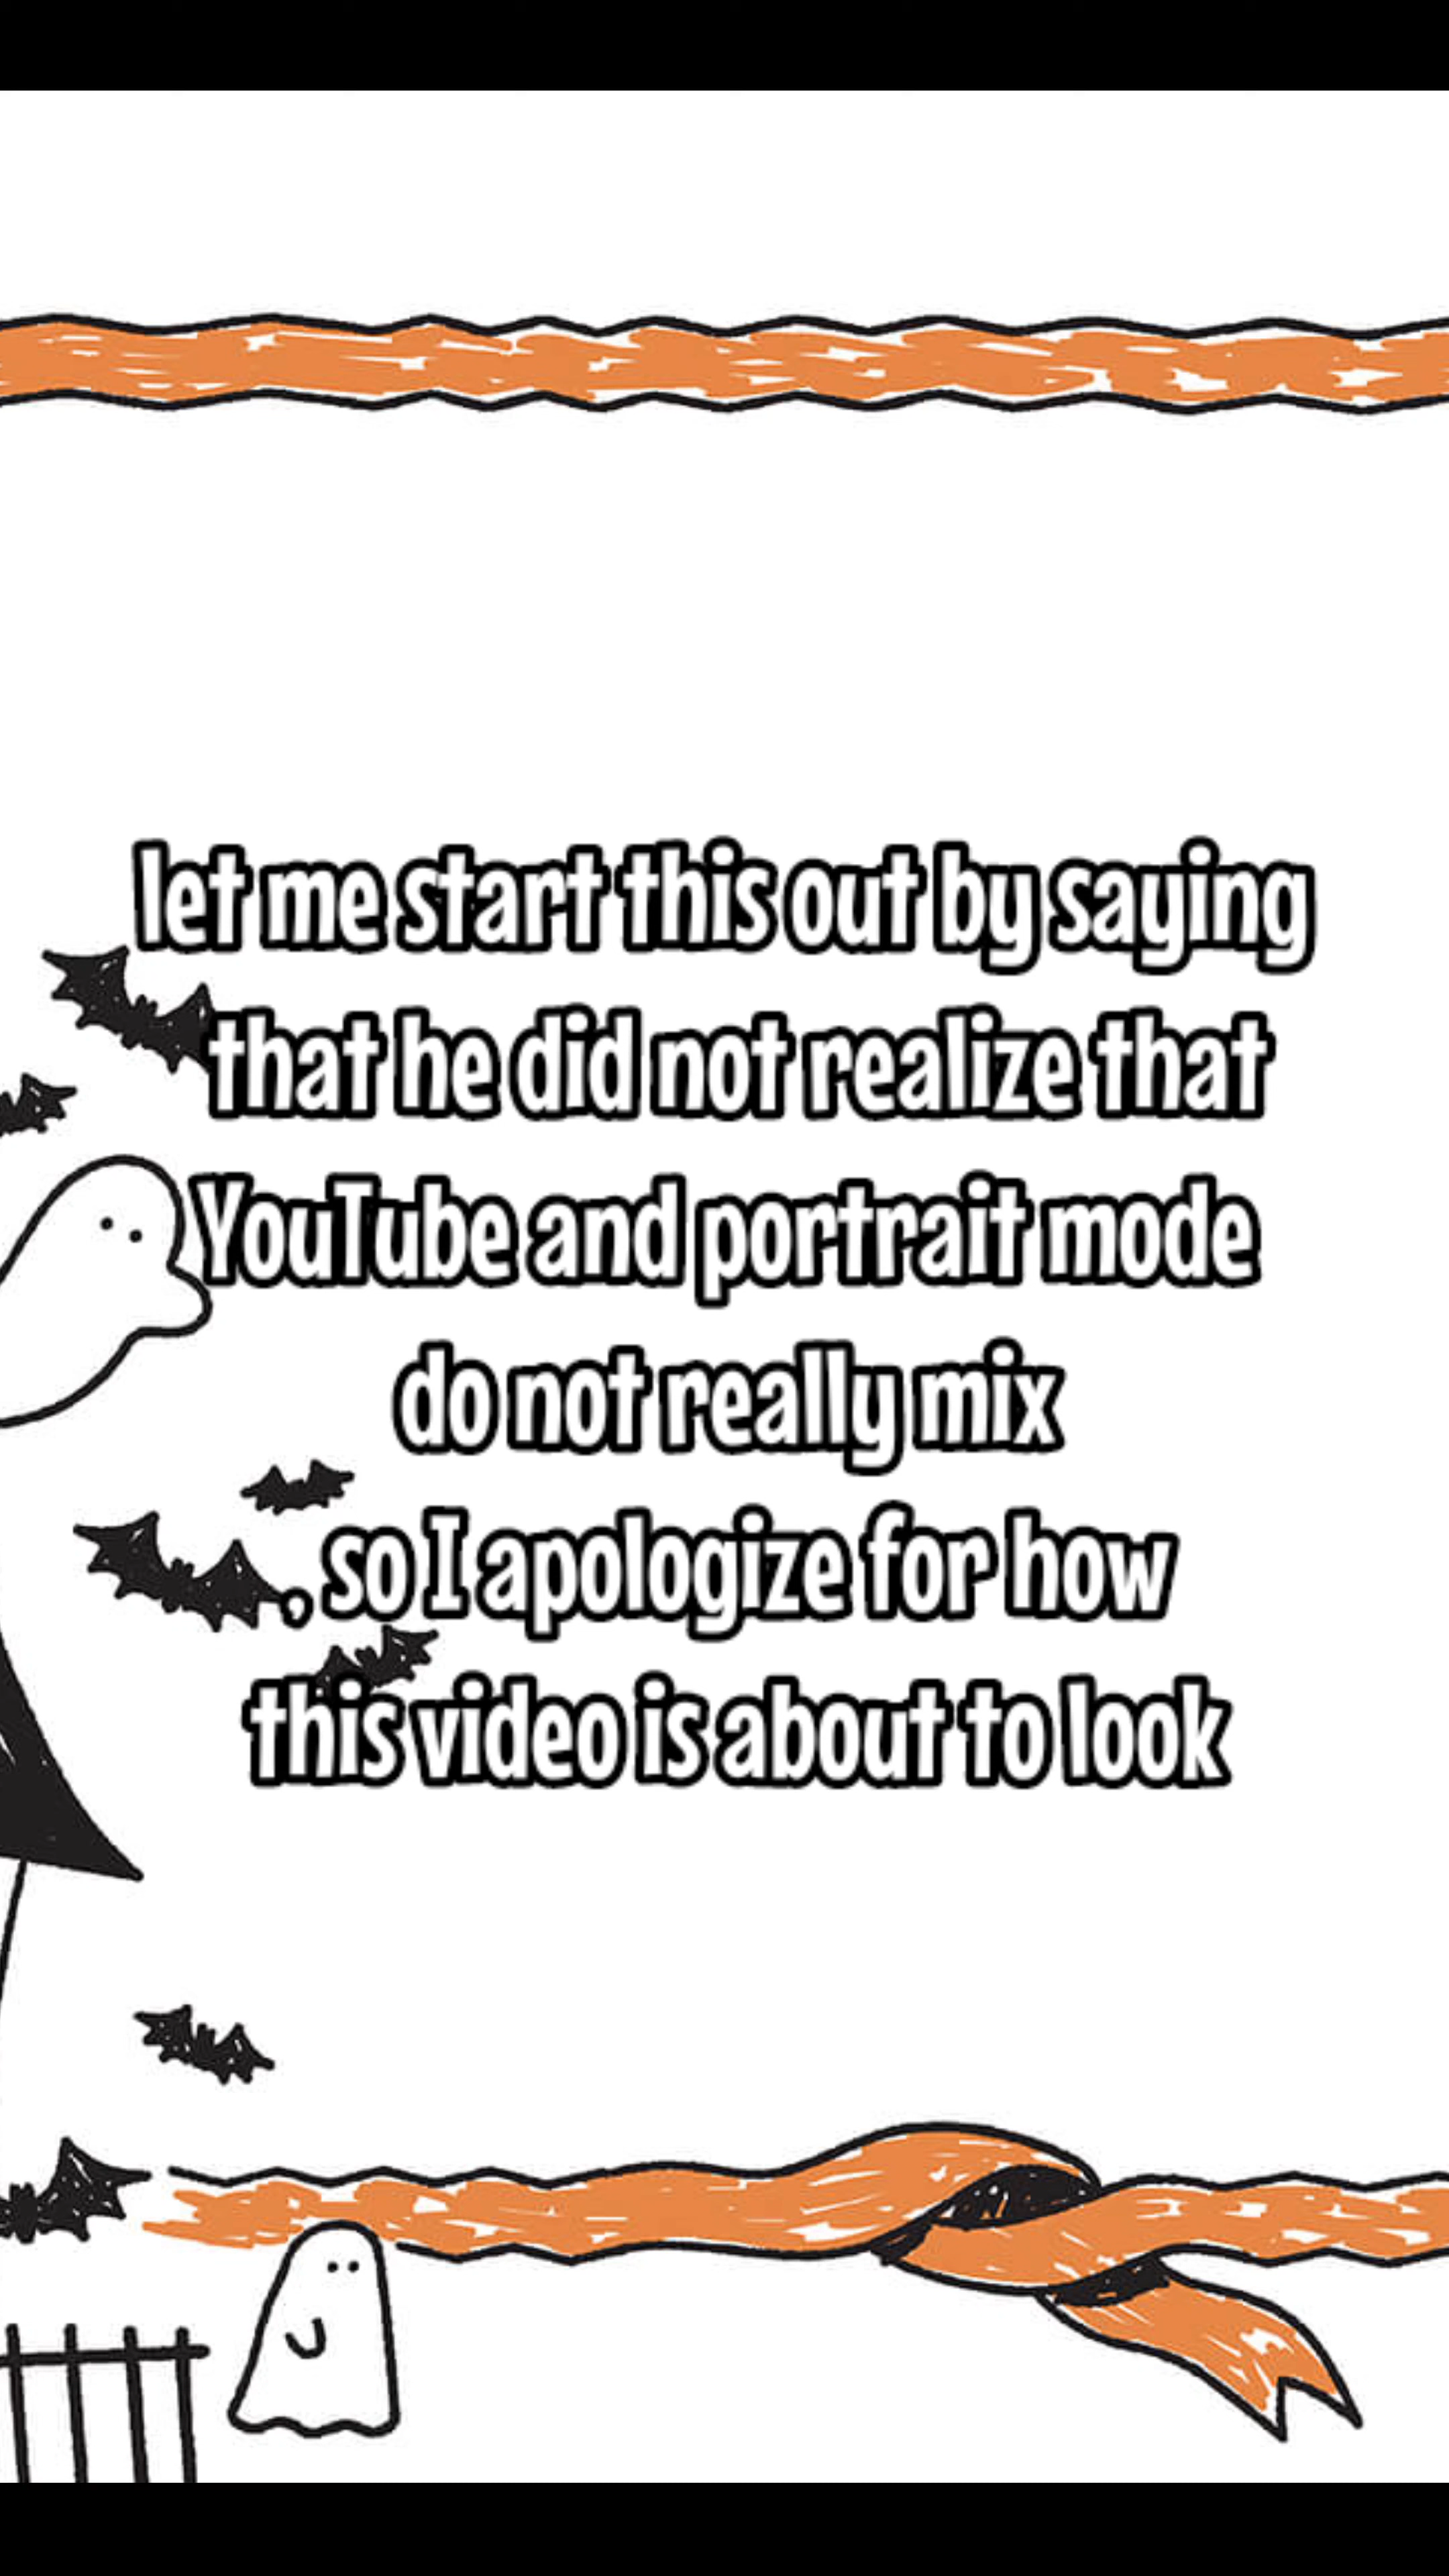 let me start this out by saying
that he did not realize that
YouTube and portrait mode
do not really mix
, so I apologize for how
this video is about to look